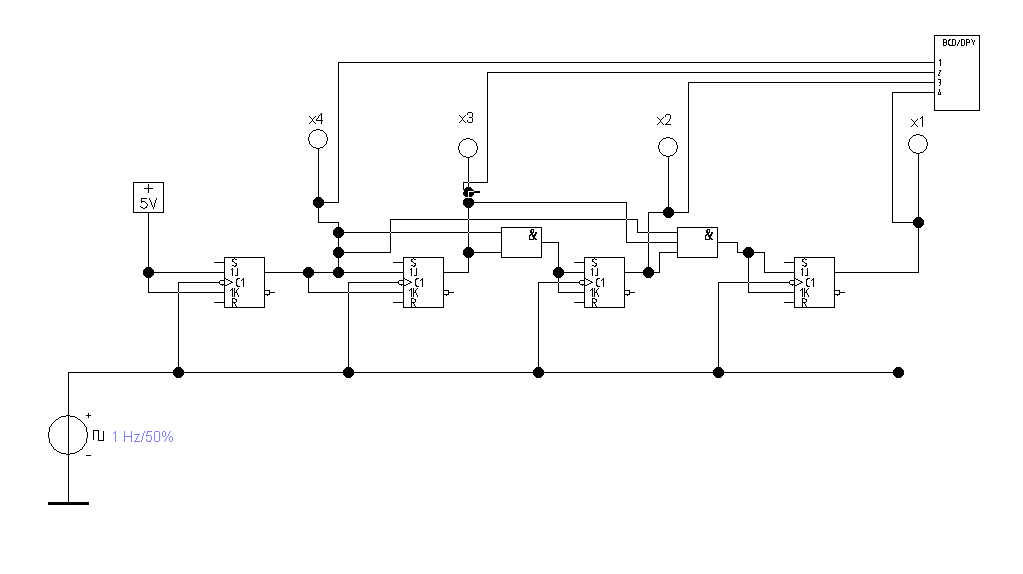 BCD/DPY
1
2
3
4
x4
x3
x2
x1
+
5V
&
&
S
1J
C1
1K
R
S
1J
C1
1K
R
S
1J
C1
1K
R
S
1J
C1
1K
R
+
1 Hz/50%
-